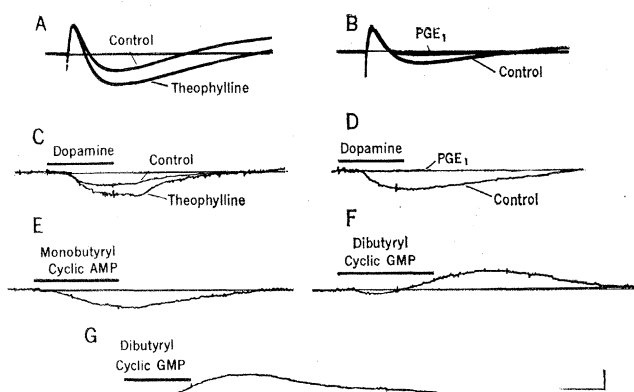 A
Control
Theophylline
B
PGE1
Control
C
Dopamine
Control
Theophylline
D
Dopamine
PGE1
Control
E
Monobutyryl
Cyclic AMP
F
Dibutyryl
Cyclic GMP
G
Dibutyryl
Cyclic GMP